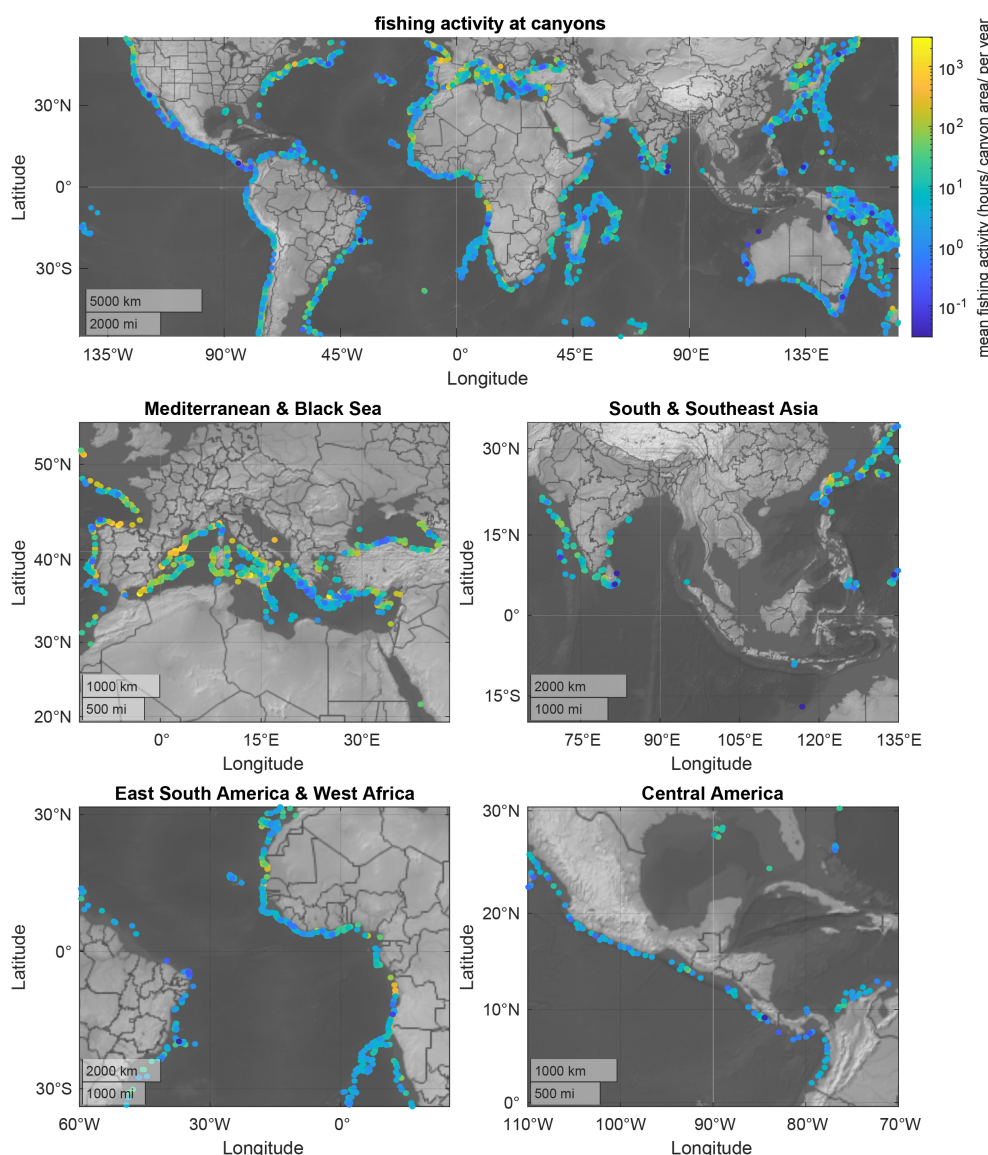 fishing activity at canyons
Latitude
30°N
0°
30°S
5000 km
2000 mi
135°W
90°W
45°W
0°
45°E
90°E
135°E
Longitude
10³
10²
10¹
10⁰
10⁻¹
mean fishing activity (hours/ canyon area/ per year
Mediterranean & Black Sea
Latitude
50°N
40°N
30°N
20°N
1000 km
500 mi
0°
15°E
30°E
Longitude
South & Southeast Asia
Latitude
30°N
15°N
0°
15°S
2000 km
1000 mi
75°E
90°E
105°E
120°E
135°E
Longitude
East South America & West Africa
Latitude
30°N
0°
30°S
2000 km
1000 mi
60°W
30°W
0°
Longitude
Central America
Latitude
30°N
20°N
10°N
0°
1000 km
500 mi
110°W
100°W
90°W
80°W
70°W
Longitude